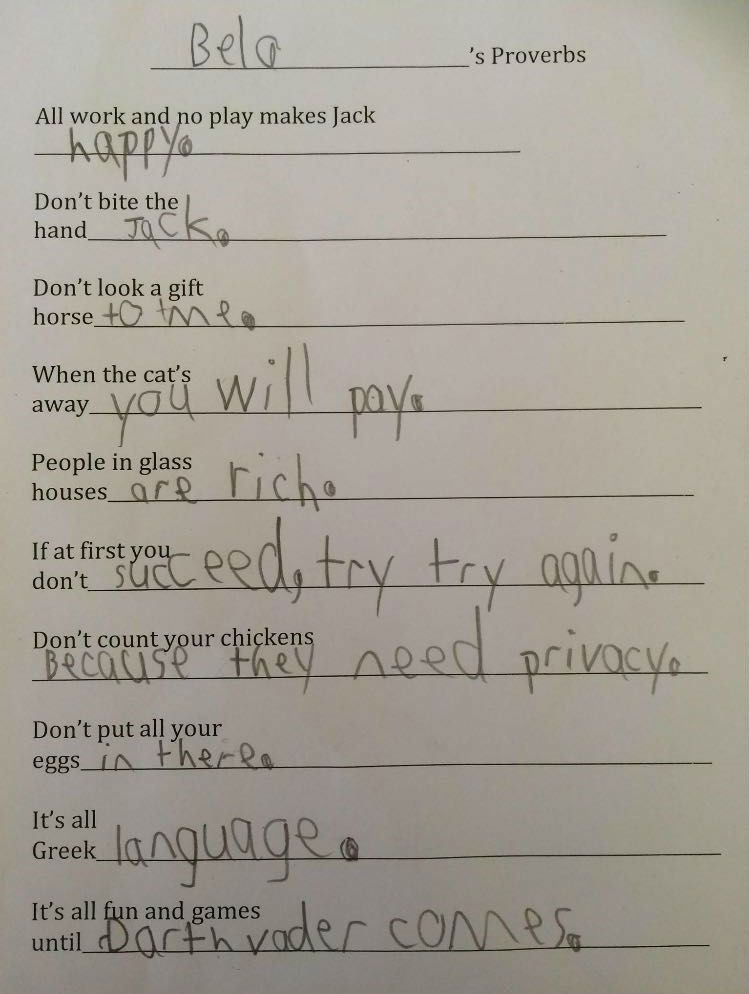 Bela 's Proverbs
All work and no play makes Jack
happy.
Don't bite the
hand Jack.
Don't look a gift
horse to me.
When the cat's
away you will pay.
People in glass
houses are rich.
If at first you
don't succeed, try try again.
Don't count your chickens
Because they need privacy.
Don't put all your
eggs in there.
It's all
Greek language.
It's all fun and games
until Darth vader comes.